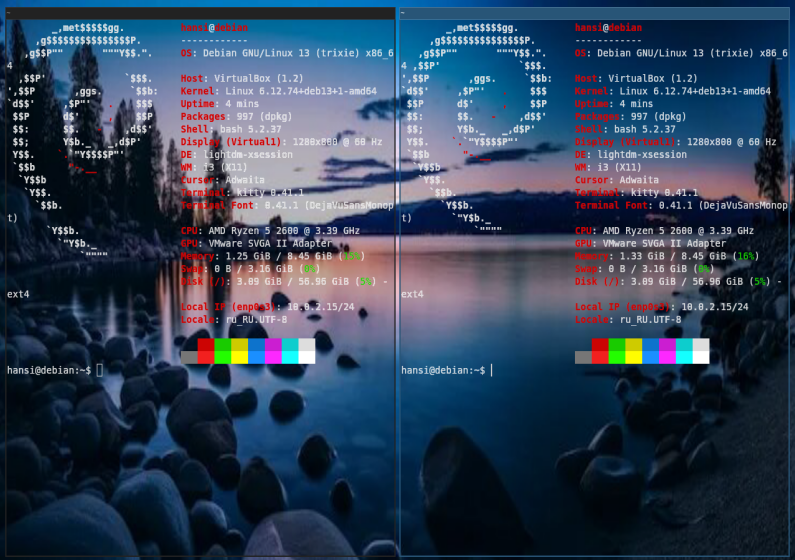 ~
hansi@debian
------------
OS: Debian GNU/Linux 13 (trixie) x86_6
4
Host: VirtualBox (1.2)
Kernel: Linux 6.12.74+deb13+1-amd64
Uptime: 4 mins
Packages: 997 (dpkg)
Shell: bash 5.2.37
Display (Virtual1): 1280x800 @ 60 Hz
DE: lightdm-xsession
WM: i3 (X11)
Cursor: Adwaita
Terminal: kitty 0.41.1
Terminal Font: 0.41.1 (DejaVuSansMonop
t)
CPU: AMD Ryzen 5 2600 @ 3.39 GHz
GPU: VMware SVGA II Adapter
Memory: 1.25 GiB / 8.45 GiB
Swap: 0 B / 3.16 GiB (0%)
Disk (/): 3.09 GiB / 56.96 GiB (5%) -
ext4
Local IP (enp0s3): 10.0.2.15/24
Locale: ru_RU.UTF-8
hansi@debian:~$
~
hansi@debian
------------
OS: Debian GNU/Linux 13 (trixie) x86_6
4
Host: VirtualBox (1.2)
Kernel: Linux 6.12.74+deb13+1-amd64
Uptime: 4 mins
Packages: 997 (dpkg)
Shell: bash 5.2.37
Display (Virtual1): 1280x800 @ 60 Hz
DE: lightdm-xsession
WM: i3 (X11)
Cursor: Adwaita
Terminal: kitty 0.41.1
Terminal Font: 0.41.1 (DejaVuSansMonop
t)
CPU: AMD Ryzen 5 2600 @ 3.39 GHz
GPU: VMware SVGA II Adapter
Memory: 1.33 GiB / 8.45 GiB (16%)
Swap: 0 B / 3.16 GiB (0%)
Disk (/): 3.09 GiB / 56.96 GiB (5%) -
ext4
Local IP (enp0s3): 10.0.2.15/24
Locale: ru_RU.UTF-8
hansi@debian:~$